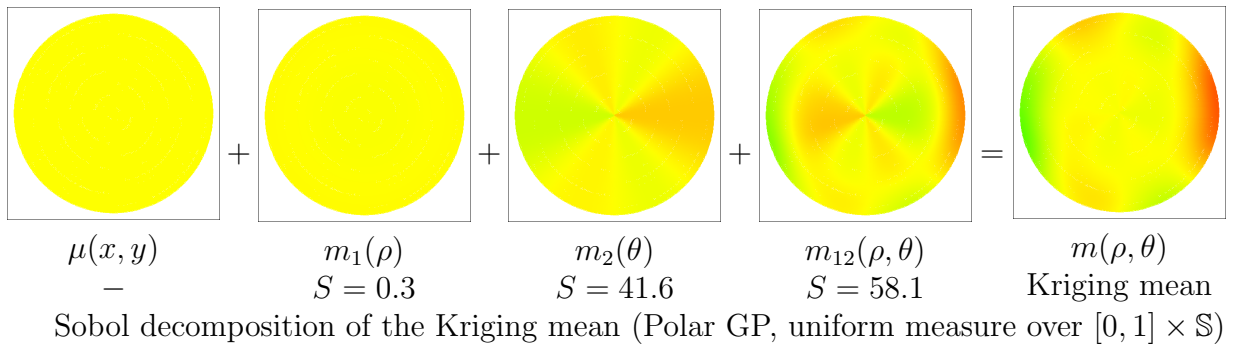 + + + =
μ(x, y) m₁(ρ) m₂(θ) m₁₂(ρ, θ) m(ρ, θ)
− S = 0.3 S = 41.6 S = 58.1 Kriging mean
Sobol decomposition of the Kriging mean (Polar GP, uniform measure over [0, 1] × 𝕊)